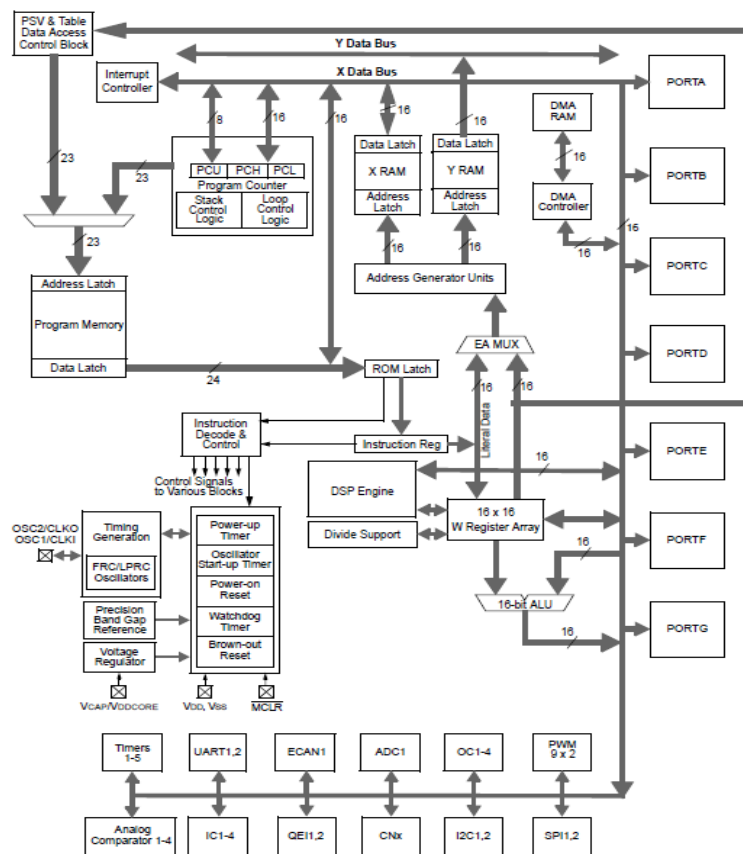 PSV & Table
Data Access
Control Block
Y Data Bus
Interrupt
Controller
X Data Bus
PORTA
8
16
16
16
16
DMA
RAM
23
23
Data Latch
Data Latch
PCU PCH PCL
X RAM
Y RAM
16
PORTB
Program Counter
Stack
Control
Logic
Loop
Control
Logic
Address
Latch
Address
Latch
DMA
Controller
16
16
23
16
16
PORTC
Address Latch
Address Generator Units
Program Memory
EA MUX
PORTD
Data Latch
24
ROM Latch
16
16
Literal Data
Instruction
Decode &
Control
Instruction Reg
PORTE
16
Control Signals
to Various Blocks
DSP Engine
16 x 16
W Register Array
Divide Support
OSC2/CLKO
OSC1/CLKI
Timing
Generation
FRC/LPRC
Oscillators
Power-up
Timer
Oscillator
Start-up Timer
Power-on
Reset
Watchdog
Timer
Brown-out
Reset
PORTF
16
16-bit ALU
Precision
Band Gap
Reference
16
PORTG
Voltage
Regulator
VCAP/VDDCORE
VDD, VSS
MCLR
Timers
1-5
UART1,2
ECAN1
ADC1
OC1-4
PWM
9 x 2
Analog
Comparator 1-4
IC1-4
QEI1,2
CNx
I2C1,2
SPI1,2